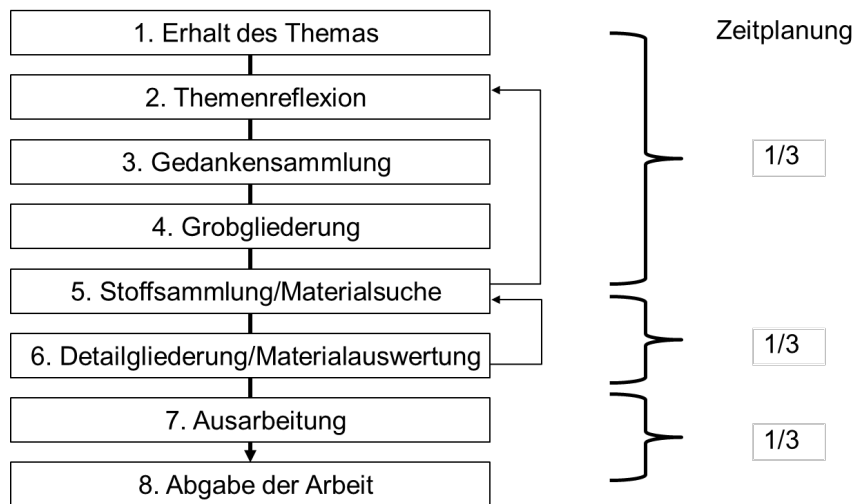 1. Erhalt des Themas
Zeitplanung
2. Themenreflexion
3. Gedankensammlung
1/3
4. Grobgliederung
5. Stoffsammlung/Materialsuche
6. Detailgliederung/Materialauswertung
1/3
7. Ausarbeitung
1/3
8. Abgabe der Arbeit